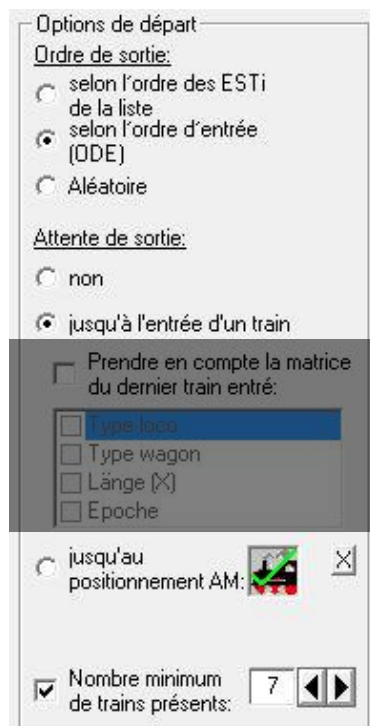 Options de départ
Ordre de sortie:
selon l'ordre des ESTi
de la liste
selon l'ordre d'entrée
(ODE)
Aléatoire
Attente de sortie:
non
jusqu'à l'entrée d'un train
Prendre en compte la matrice
du dernier train entré:
Type loco
Type wagon
Länge (X)
Epoche
jusqu'au
positionnement AM:
X
Nombre minimum
de trains présents:
7